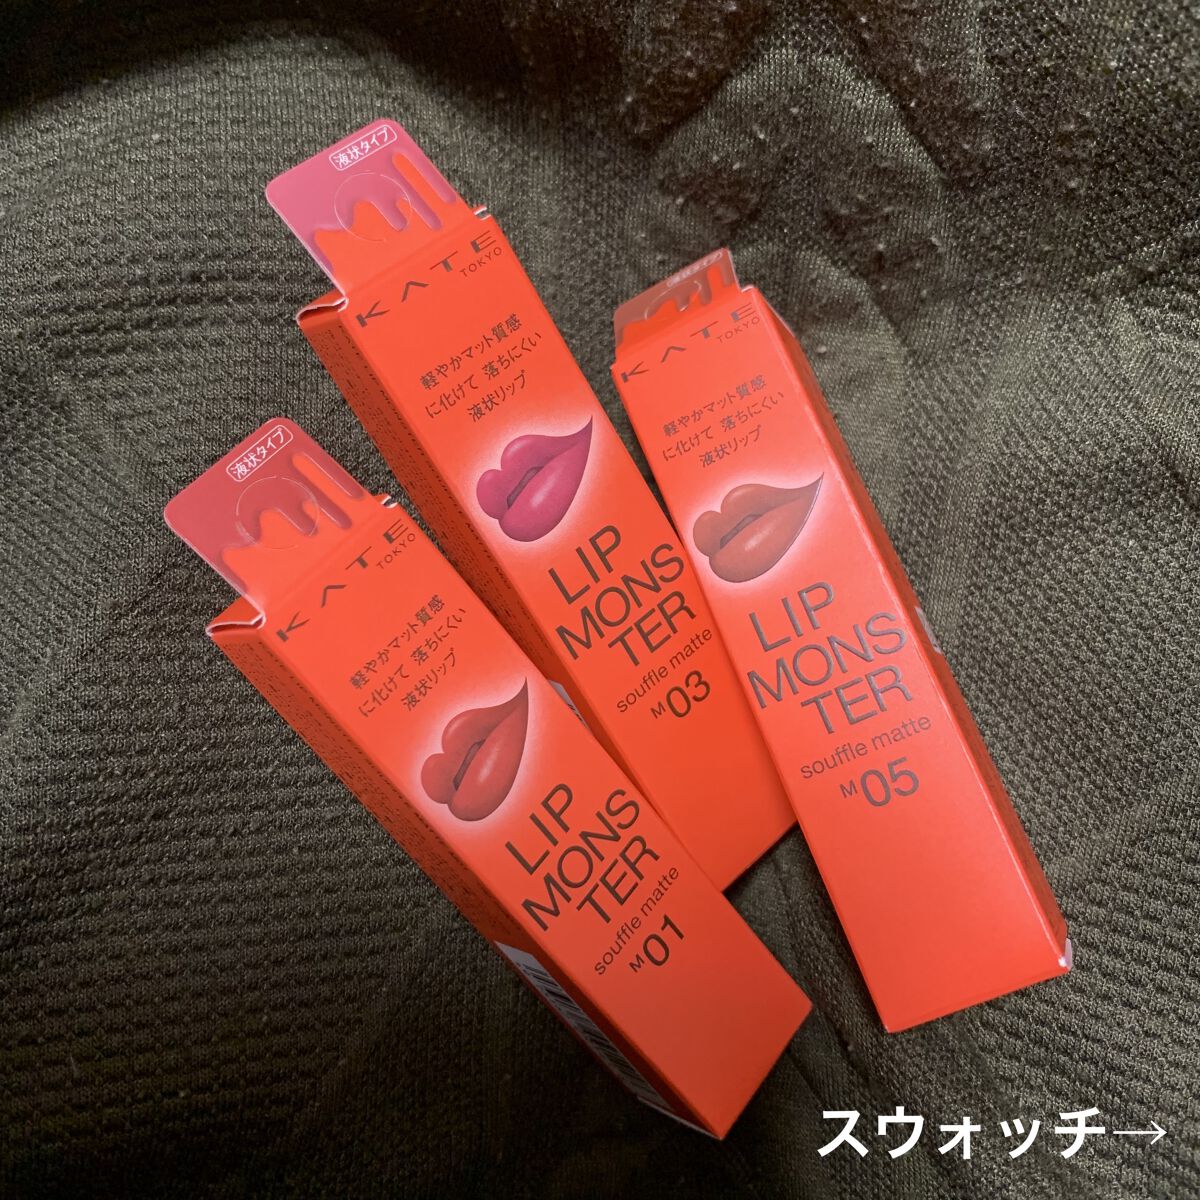 液状タイプ
KATE
TOKYO
軽やかマット質感
に化けて 落ちにくい
液状リップ
LIP
MONS
TER
souffle matte
M03
液状タイプ
KATE
TOKYO
軽やかマット質感
に化けて 落ちにくい
液状リップ
LIP
MONS
TER
souffle matte
M05
液状タイプ
KATE
TOKYO
軽やかマット質感
に化けて 落ちにくい
液状リップ
LIP
MONS
TER
souffle matte
M01
スウォッチ→